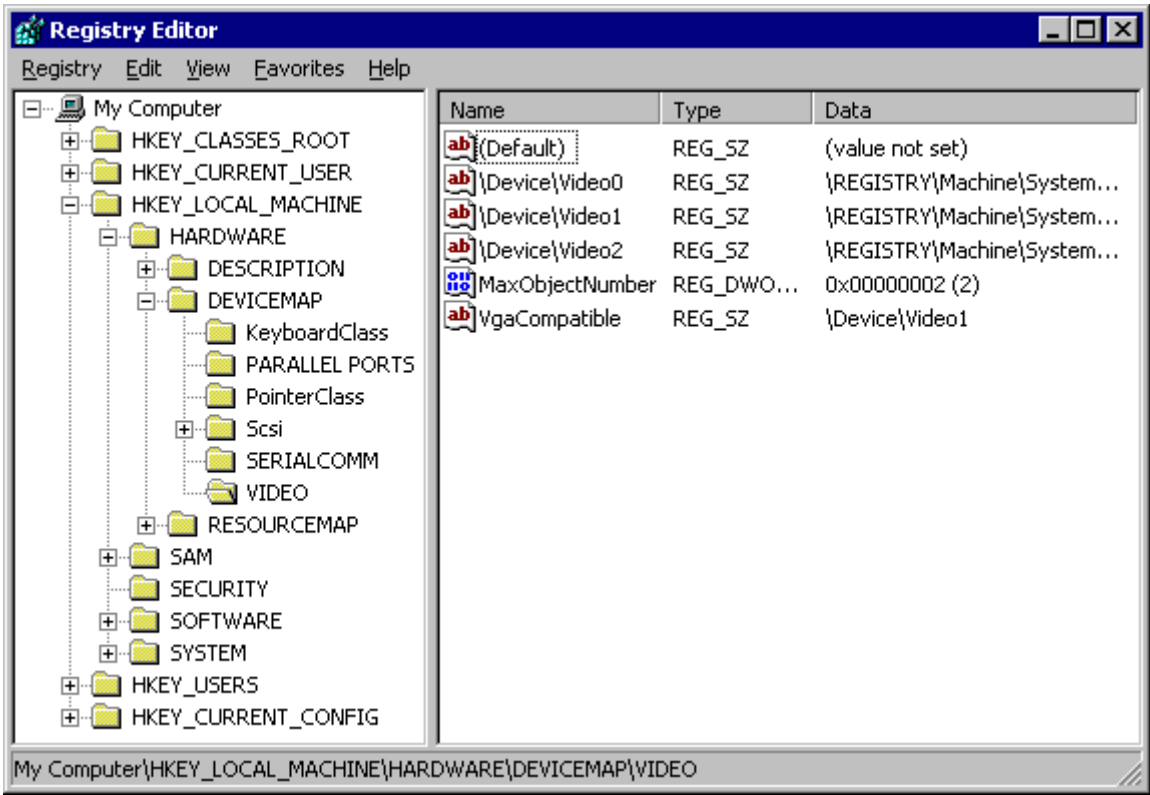 Registry Editor
Registry Edit View Favorites Help
My Computer
HKEY_CLASSES_ROOT
HKEY_CURRENT_USER
HKEY_LOCAL_MACHINE
HARDWARE
DESCRIPTION
DEVICEMAP
KeyboardClass
PARALLEL PORTS
PointerClass
Scsi
SERIALCOMM
VIDEO
RESOURCEMAP
SAM
SECURITY
SOFTWARE
SYSTEM
HKEY_USERS
HKEY_CURRENT_CONFIG
Name Type Data
(Default) REG_SZ (value not set)
\Device\Video0 REG_SZ \REGISTRY\Machine\System...
\Device\Video1 REG_SZ \REGISTRY\Machine\System...
\Device\Video2 REG_SZ \REGISTRY\Machine\System...
MaxObjectNumber REG_DWO... 0x00000002 (2)
VgaCompatible REG_SZ \Device\Video1
My Computer\HKEY_LOCAL_MACHINE\HARDWARE\DEVICEMAP\VIDEO